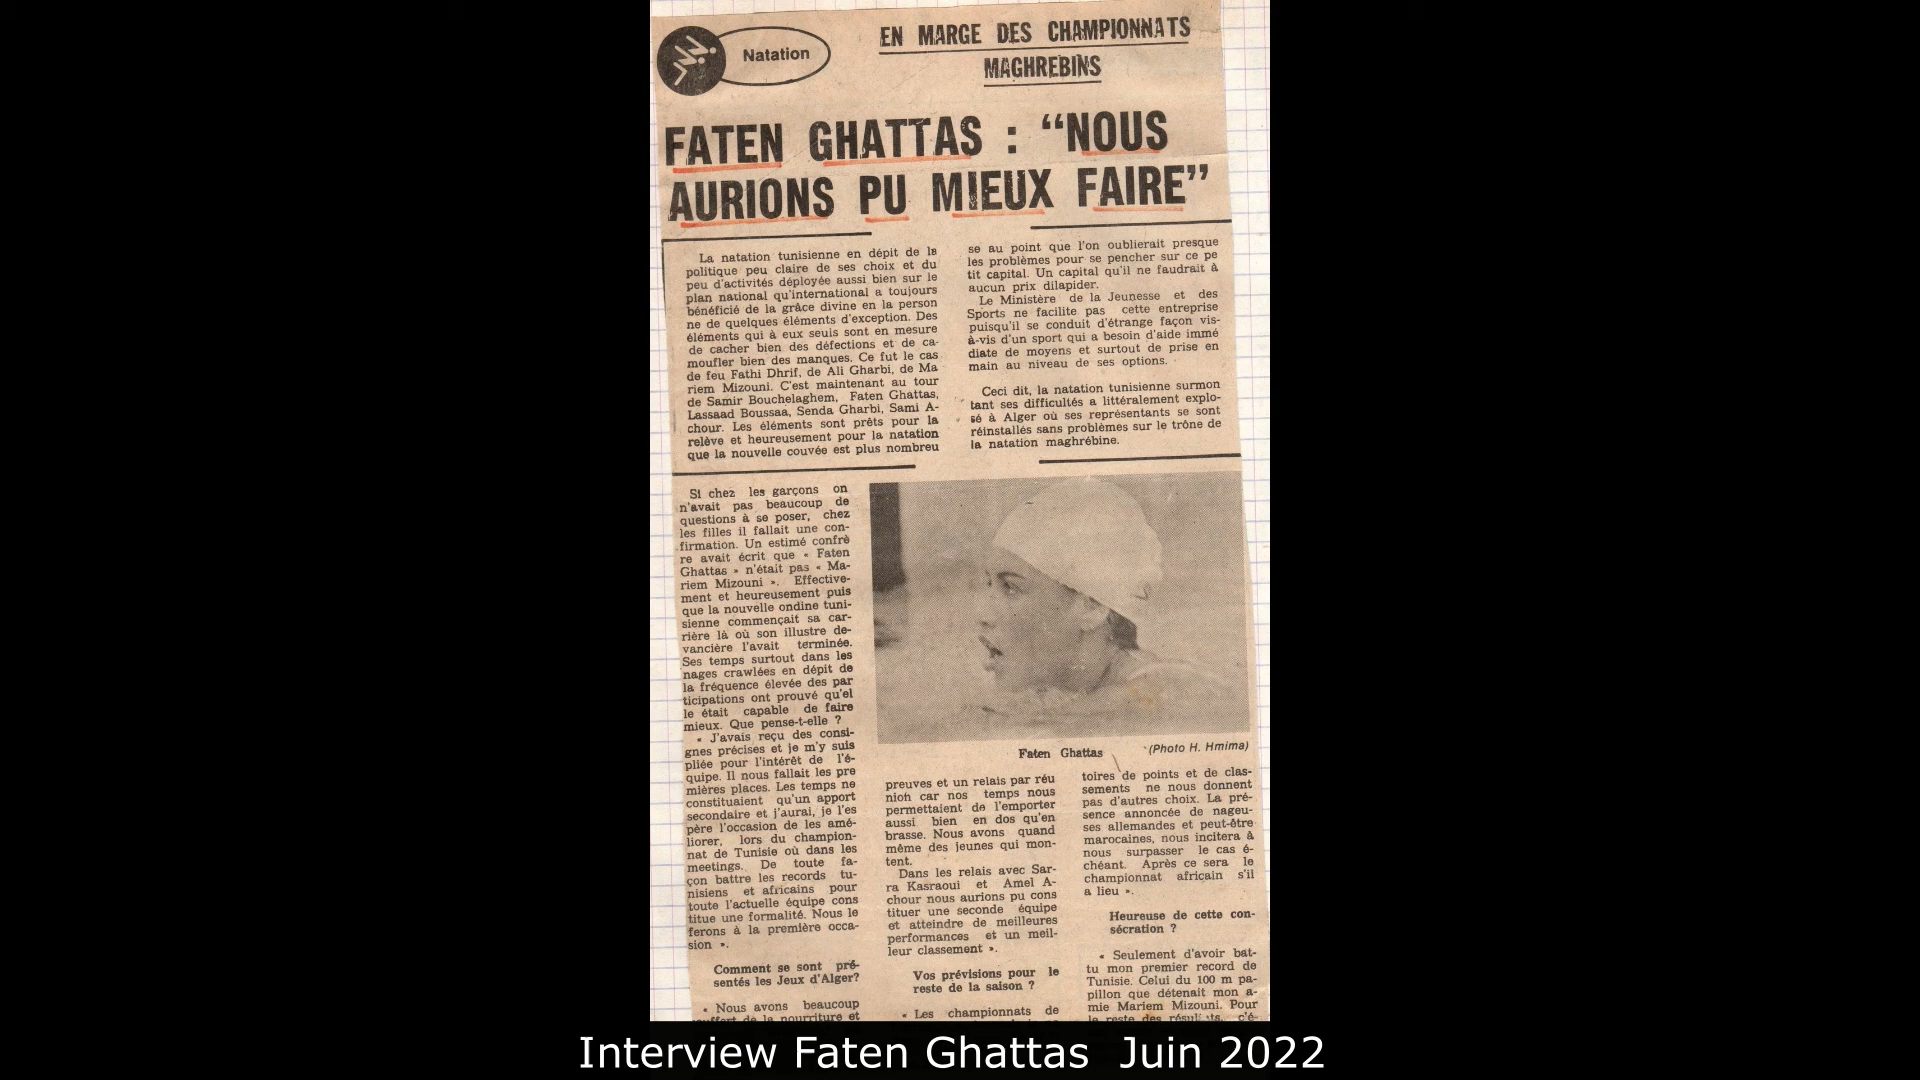 Natation
EN MARGE DES CHAMPIONNATS
MAGHREBINS
FATEN GHATTAS : “NOUS
AURIONS PU MIEUX FAIRE”
La natation tunisienne en dépit de la
politique peu claire de ses choix et du
peu d'activités déployée aussi bien sur le
plan national qu'international a toujours
bénéficié de la grâce divine en la person
ne de quelques éléments d'exception. Des
éléments qui à eux seuls sont en mesure
de cacher bien des défections et de ca-
moufler bien des manques. Ce fut le cas
de feu Fathi Dhrif, de Ali Gharbi, de Ma
riem Mizouni. C'est maintenant au tour
de Samir Bouchelaghem, Faten Ghattas,
Lassaad Boussaa, Senda Gharbi, Sami A-
chour. Les éléments sont prêts pour la
relève et heureusement pour la natation
que la nouvelle couvée est plus nombreu
se au point que l'on oublierait presque
les problèmes pour se pencher sur ce pe
tit capital. Un capital qu'il ne faudrait à
aucun prix dilapider.
Le Ministère de la Jeunesse et des
Sports ne facilite pas cette entreprise
puisqu'il se conduit d'étrange façon vis-
à-vis d'un sport qui a besoin d'aide immé
diate de moyens et surtout de prise en
main au niveau de ses options.
Ceci dit, la natation tunisienne surmon
tant ses difficultés a littéralement explo-
sé à Alger où ses représentants se sont
réinstallés sans problèmes sur le trône de
la natation maghrébine.
Si chez les garçons on
n'avait pas beaucoup de
questions à se poser, chez
les filles il fallait une con-
firmation. Un estimé confrè
re avait écrit que « Faten
Ghattas » n'était pas « Ma-
riem Mizouni ». Effective-
ment et heureusement puis
que la nouvelle ondine tuni-
sienne commençait sa car-
rière là où son illustre de-
vancière l'avait terminée.
Ses temps surtout dans les
nages crawlées en dépit de
la fréquence élevée des par
ticipations ont prouvé qu'el
le était capable de faire
mieux. Que pense-t-elle ?
« J'avais reçu des consi-
gnes précises et je m'y suis
pliée pour l'intérêt de l'é-
quipe. Il nous fallait les pre
mières places. Les temps ne
constituaient qu'un apport
secondaire et j'aurai, je l'es
père l'occasion de les amé-
liorer, lors du champion-
nat de Tunisie où dans les
meetings. De toute fa-
çon battre les records tu-
nisiens et africains pour
toute l'actuelle équipe cons
titue une formalité. Nous le
ferons à la première occa-
sion ».
Comment se sont pré-
sentés les Jeux d'Alger?
« Nous avons beaucoup
de la nourriture et
Faten Ghattas
(Photo H. Hmima)
preuves et un relais par réu
nion car nos temps nous
permettaient de l'emporter
aussi bien en dos qu'en
brasse. Nous avons quand
même des jeunes qui mon-
tent.
Dans les relais avec Sar-
ra Kasraoui et Amel A-
chour nous aurions pu cons
tituer une seconde équipe
et atteindre de meilleures
performances et un meil-
leur classement ».
Vos prévisions pour le
reste de la saison ?
« Les championnats de
toires de points et de clas-
sements ne nous donnent
pas d'autres choix. La pré-
sence annoncée de nageu-
ses allemandes et peut-être
marocaines, nous incitera à
nous surpasser le cas é-
chéant. Après ce sera le
championnat africain s'il
a lieu ».
Heureuse de cette con-
sécration ?
« Seulement d'avoir bat-
tu mon premier record de
Tunisie. Celui du 100 m pa-
pillon que détenait mon a-
mie Mariem Mizouni. Pour
le reste des c'é-
Interview Faten Ghattas Juin 2022